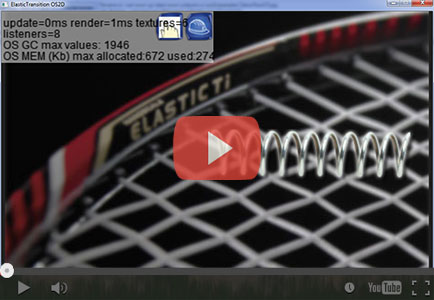 ElasticTransition OS2D
update=0ms render=1ms textures=6
listeners=8
OS GC max values: 1946
OS MEM (Kb) max allocated:672 used:274
ELASTIC Ti
YouTube